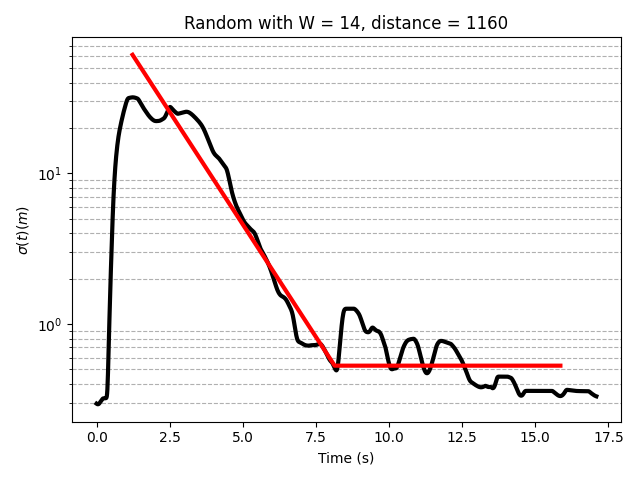 Random with W = 14, distance = 1160
σ(t)(m)
10¹
10⁰
0.0 2.5 5.0 7.5 10.0 12.5 15.0 17.5
Time (s)